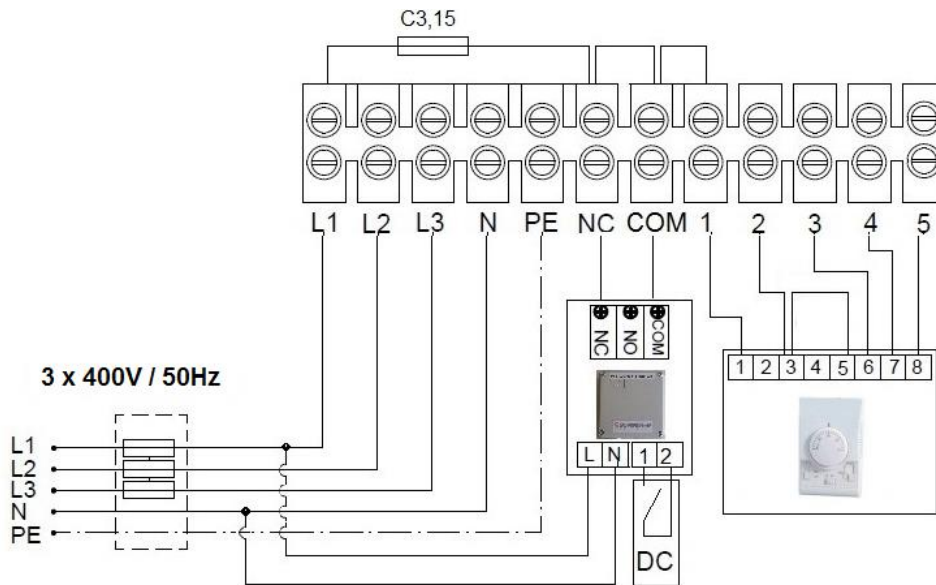 C3,15
L1 L2 L3 N PE NC COM 1 2 3 4 5
NC NO COM
1 2 3 4 5 6 7 8
3 x 400V / 50Hz
L1
L2
L3
N
PE
L N 1 2
DC